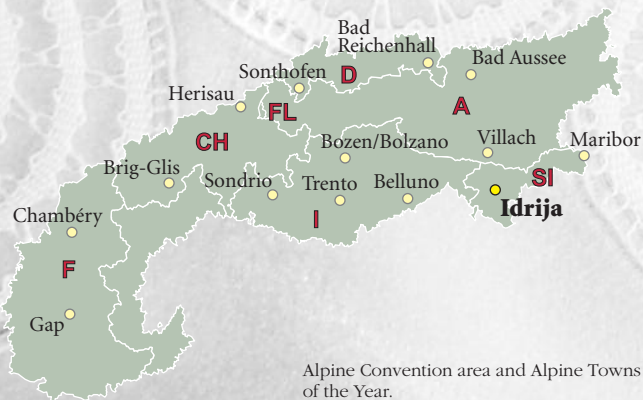 Bad
Reichenhall
Bad Aussee
Sonthofen
D
Herisau
FL
A
CH
Bozen/Bolzano
Villach
Maribor
Brig-Glis
Sondrio
Trento
Belluno
SI
Idrija
Chambéry
I
F
Gap
Alpine Convention area and Alpine Towns
of the Year.